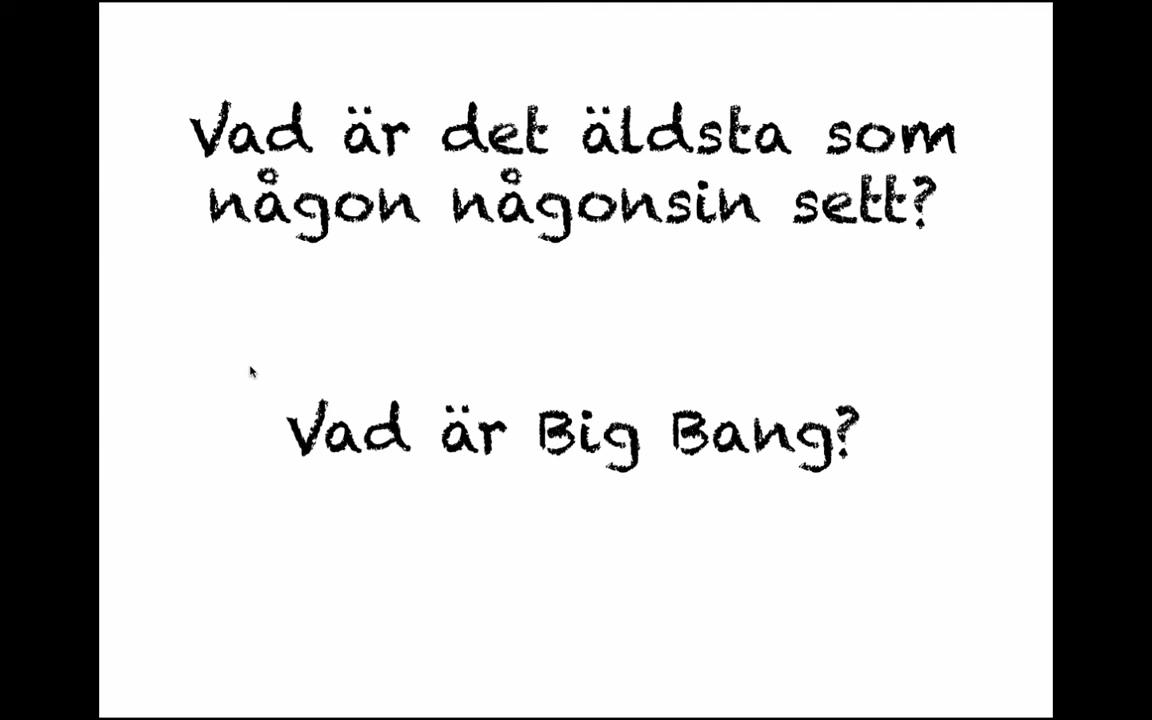 Vad är det äldsta som
någon någonsin sett?
Vad är Big Bang?